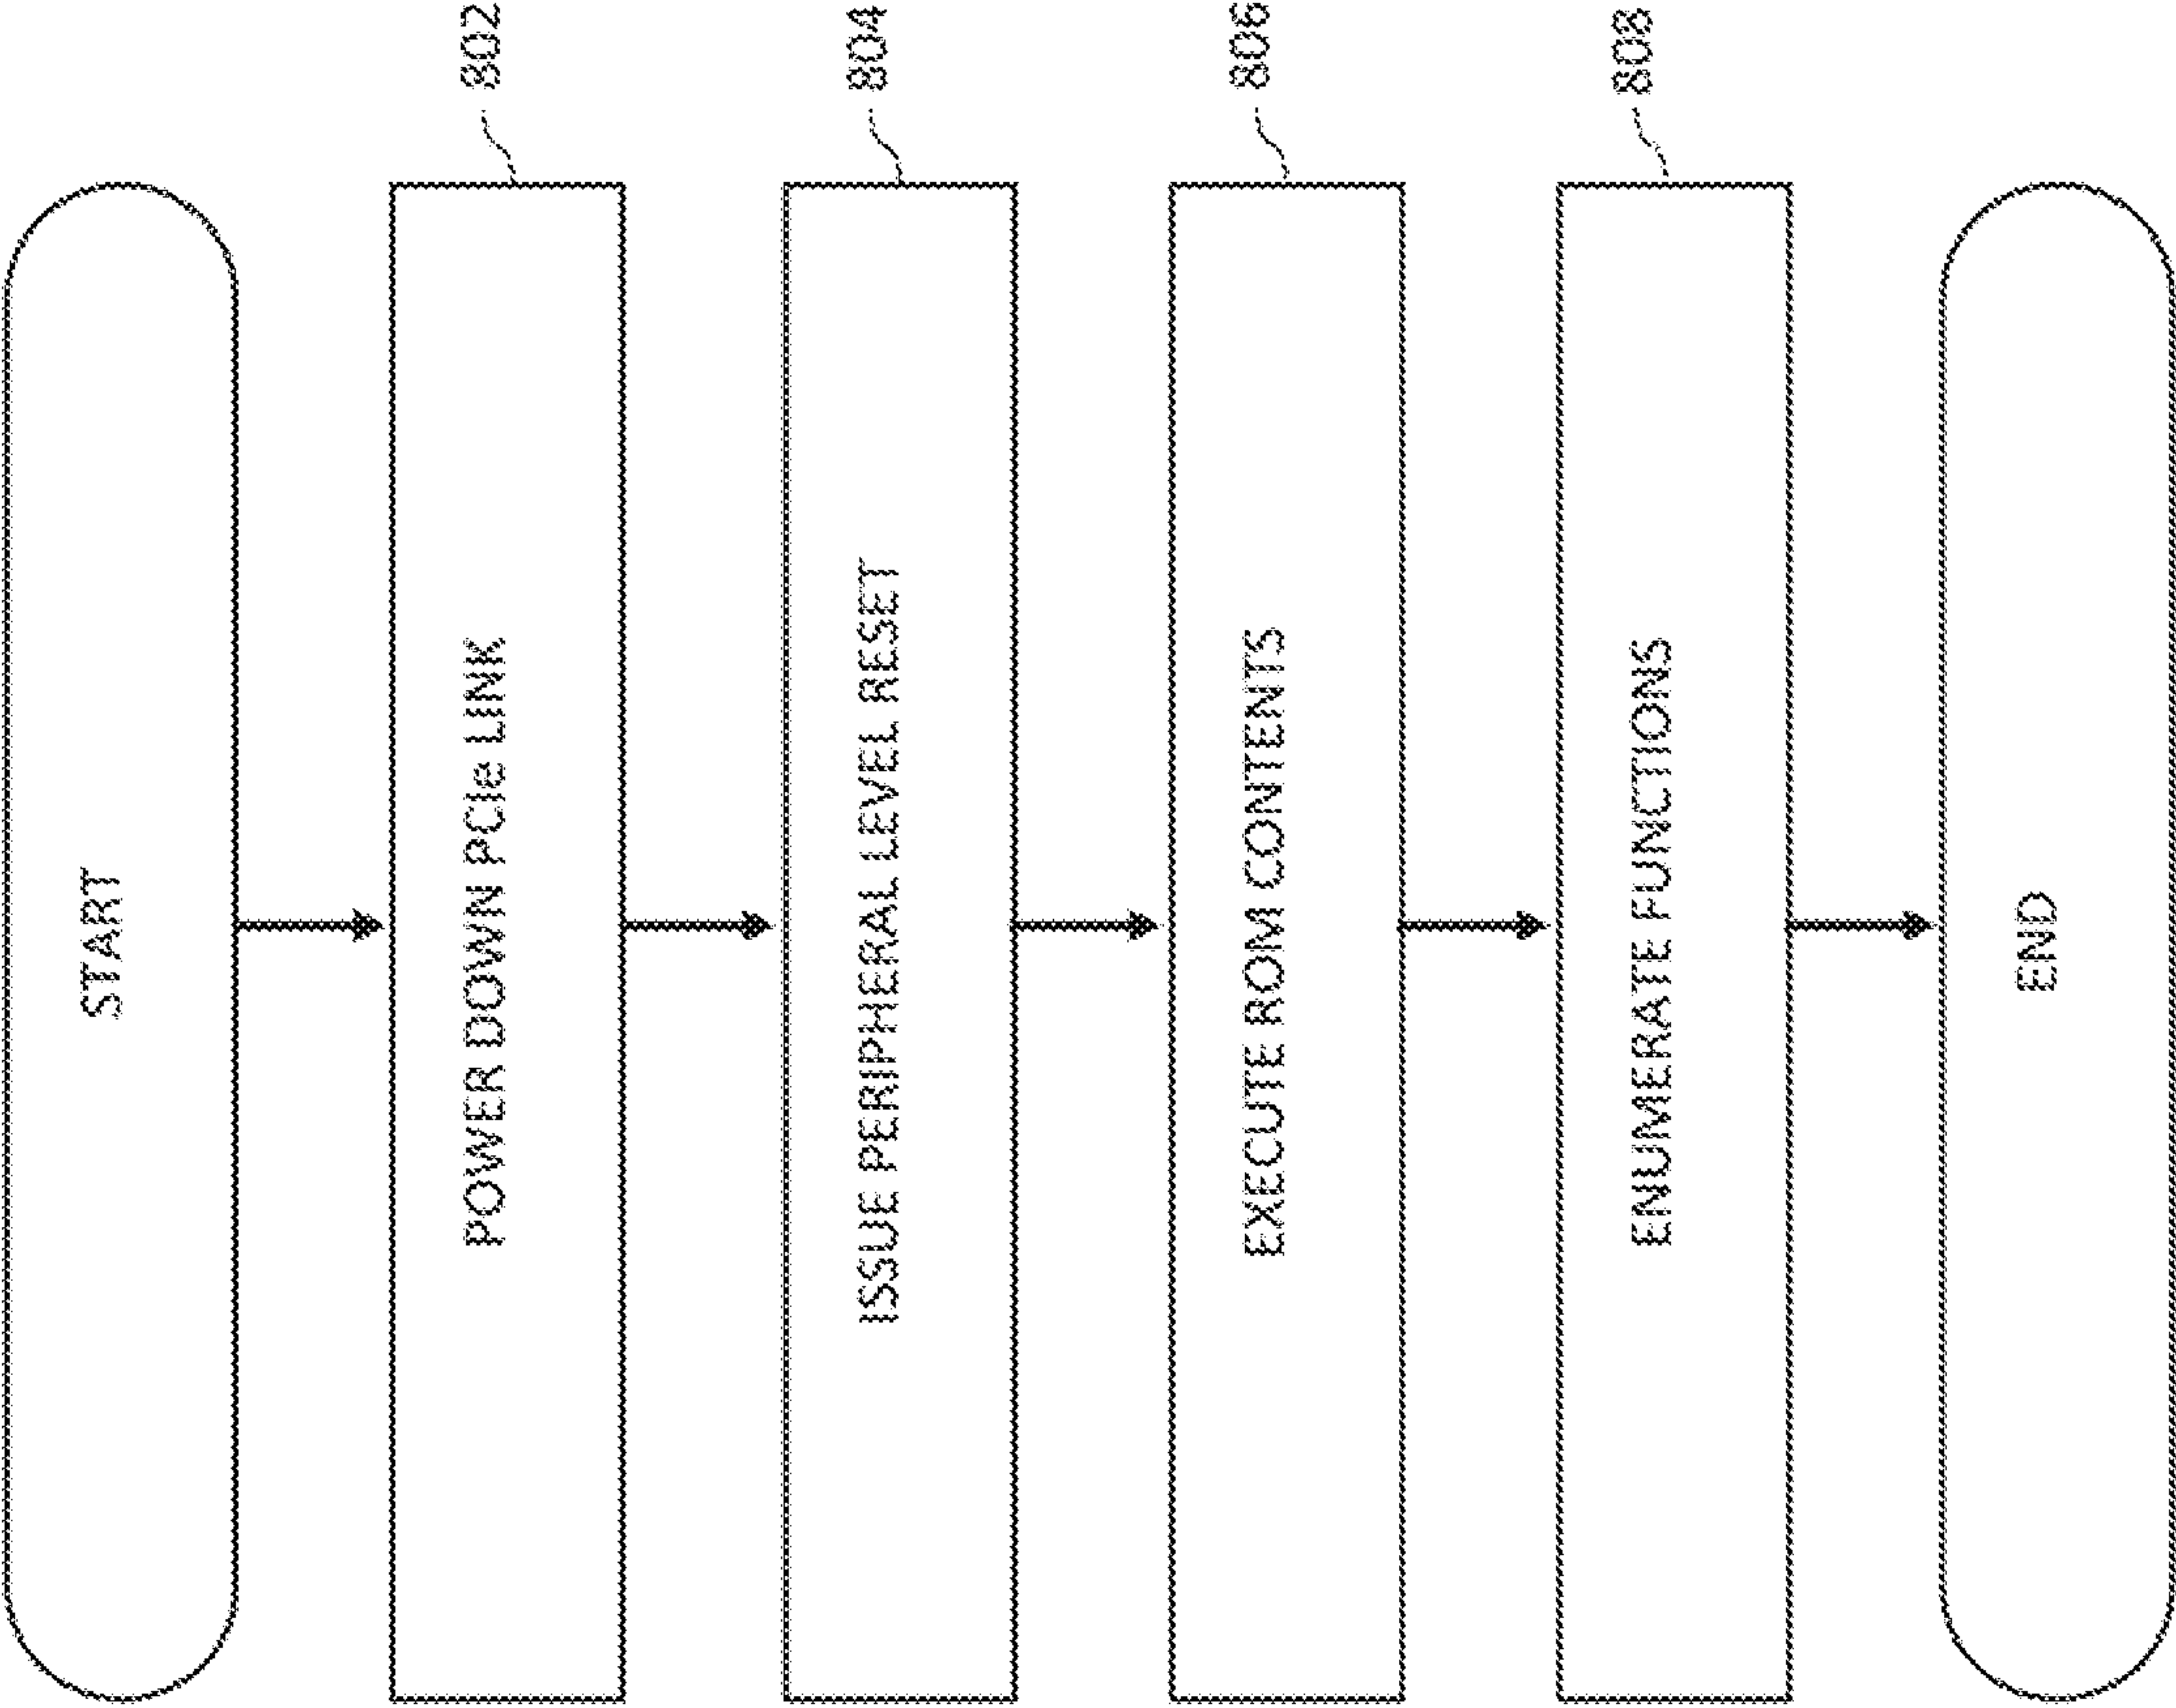 START
POWER DOWN PCIe LINK
802
ISSUE PERIPHERAL LEVEL RESET
804
EXECUTE ROM CONTENTS
806
ENUMERATE FUNCTIONS
808
END